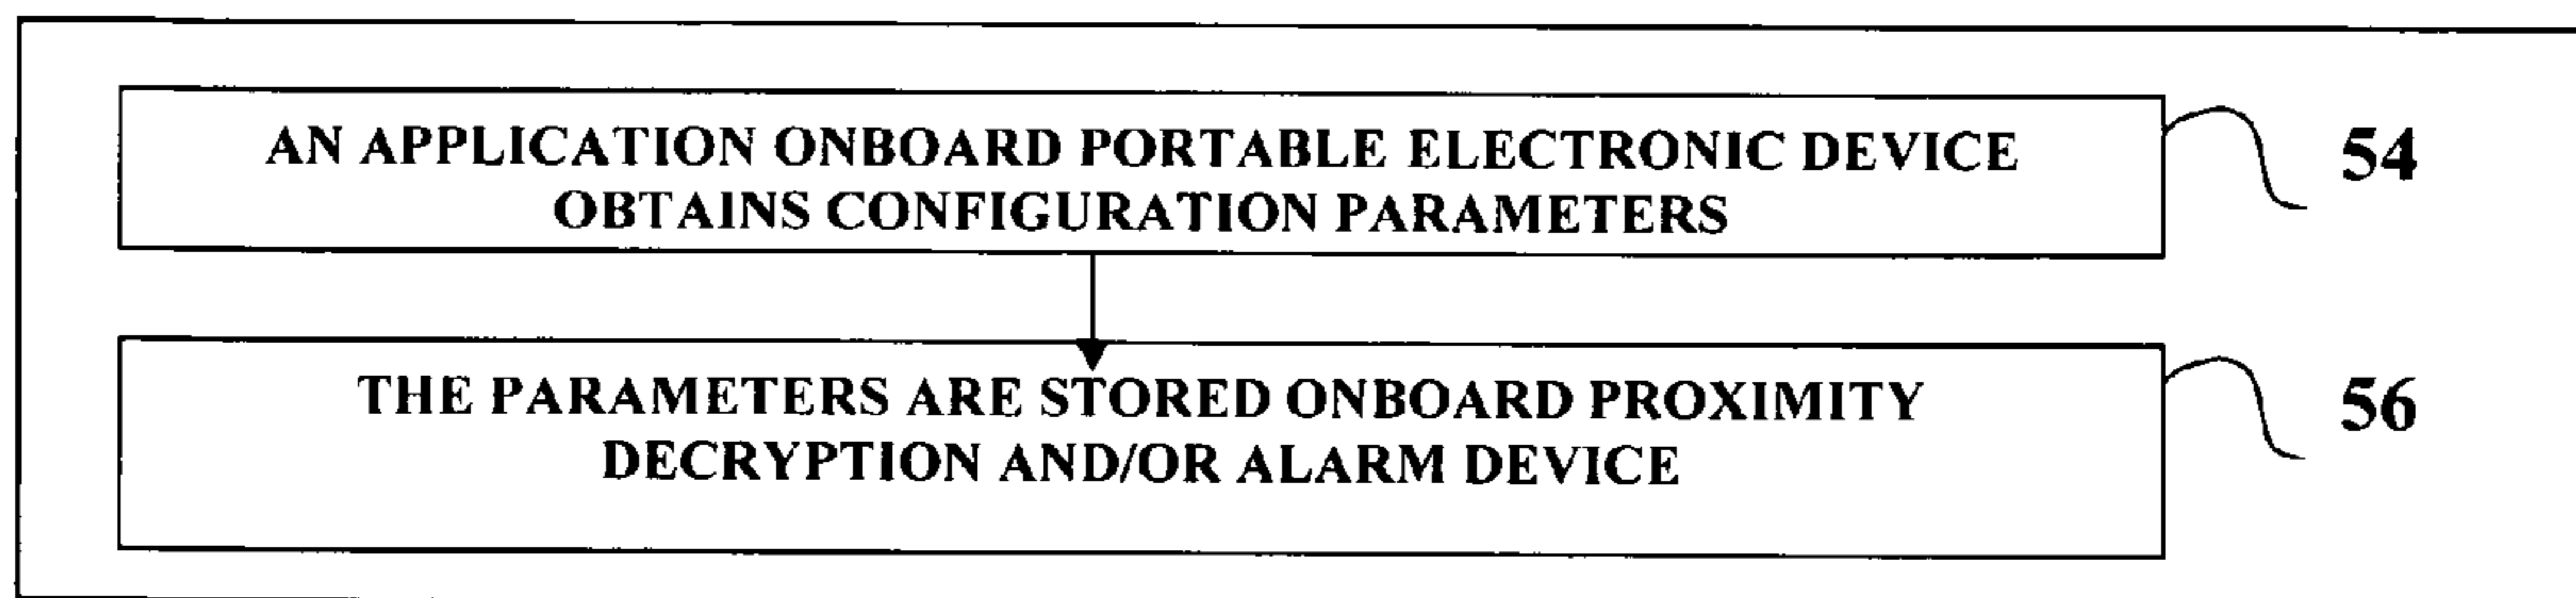 AN APPLICATION ONBOARD PORTABLE ELECTRONIC DEVICE
OBTAINS CONFIGURATION PARAMETERS
54
THE PARAMETERS ARE STORED ONBOARD PROXIMITY
DECRYPTION AND/OR ALARM DEVICE
56